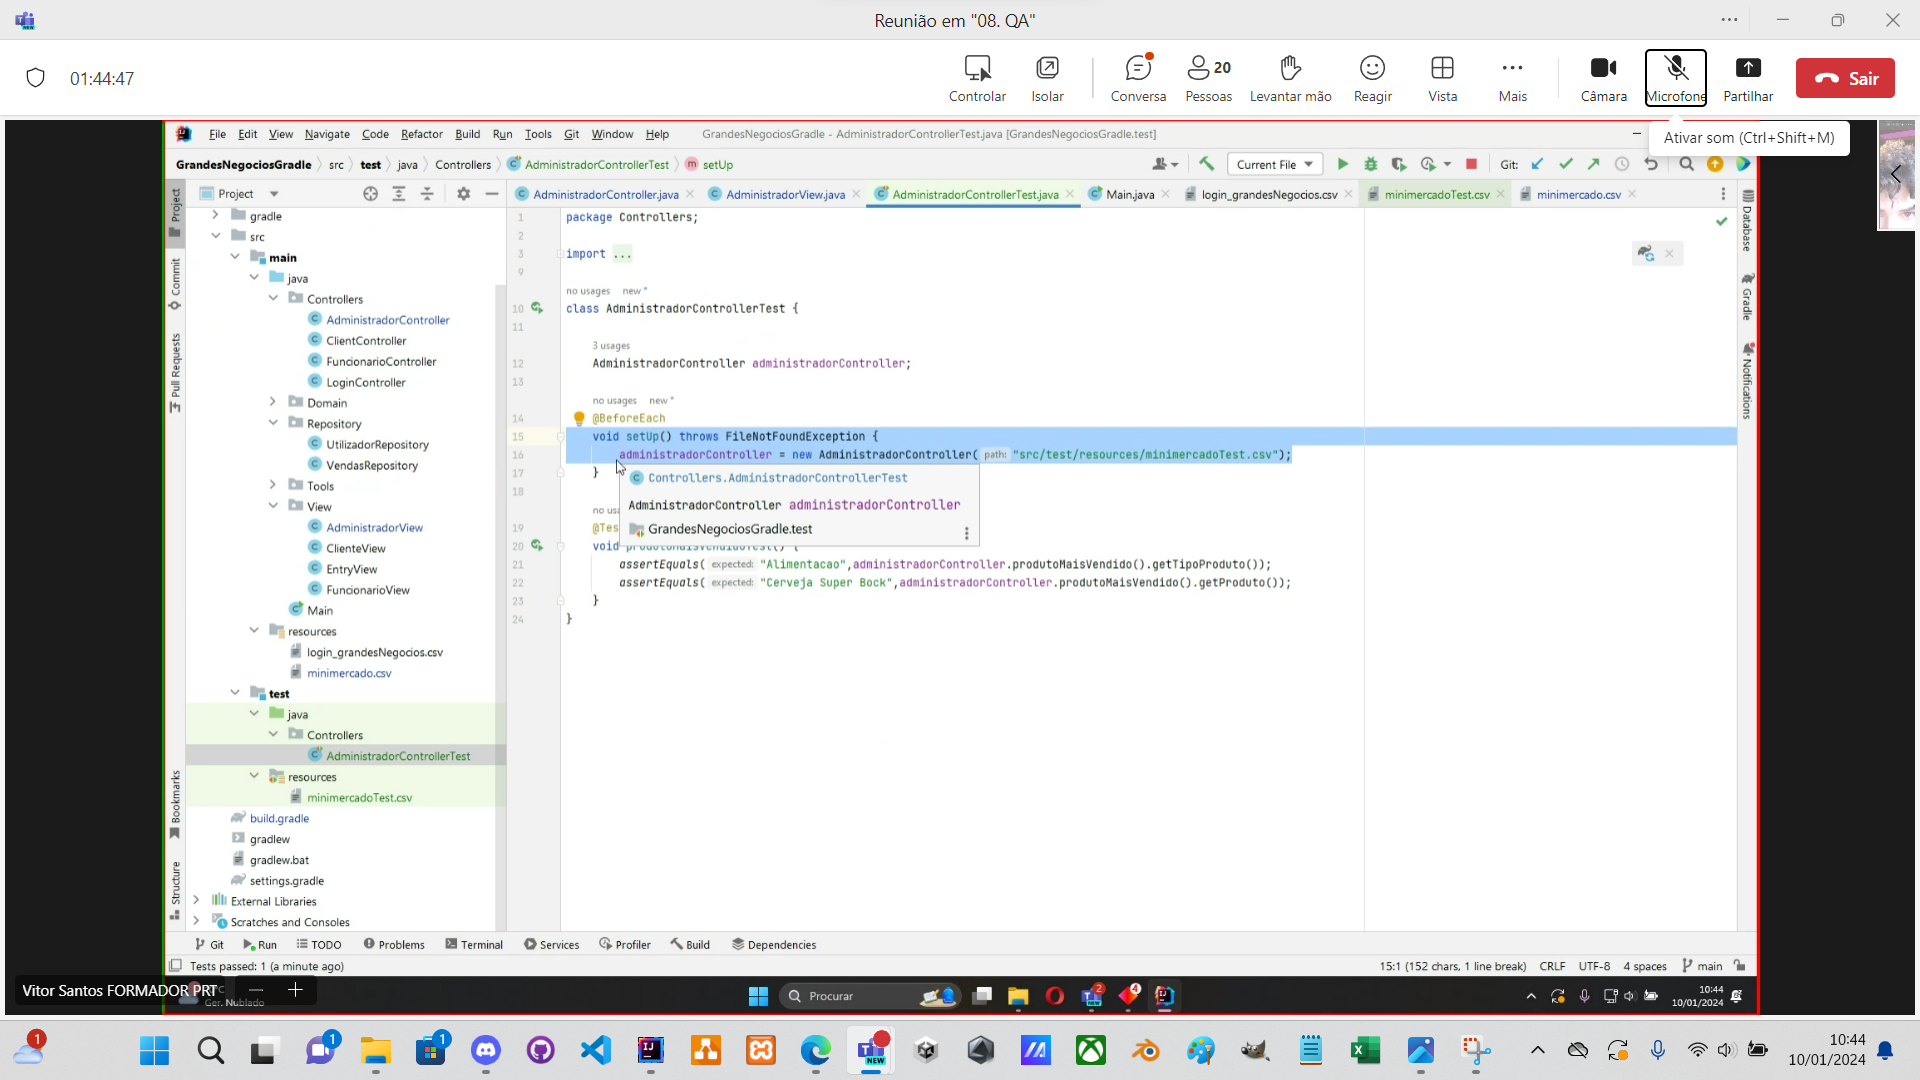 Reunião em "08. QA"
01:44:47
Controlar
Isolar
Conversa
20
Pessoas
Levantar mão
Reagir
Vista
Mais
Câmara
Microfone
Partilhar
Sair
Ativar som (Ctrl+Shift+M)
File Edit View Navigate Code Refactor Build Run Tools Git Window Help
GrandesNegociosGradle - AdministradorControllerTest.java [GrandesNegociosGradle.test]
GrandesNegociosGradle src test java Controllers AdministradorControllerTest setUp
Current File
Git:
Project
AdministradorController.java
AdministradorView.java
AdministradorControllerTest.java
Main.java
login_grandesNegocios.csv
minimercadoTest.csv
minimercado.csv
Project
Commit
Pull Requests
Bookmarks
Structure
Database
Gradle
Notifications
gradle
src
main
java
Controllers
AdministradorController
ClientController
FuncionarioController
LoginController
Domain
Repository
UtilizadorRepository
VendasRepository
Tools
View
AdministradorView
ClienteView
EntryView
FuncionarioView
Main
resources
login_grandesNegocios.csv
minimercado.csv
test
java
Controllers
AdministradorControllerTest
resources
minimercadoTest.csv
build.gradle
gradlew
gradlew.bat
settings.gradle
External Libraries
Scratches and Consoles
1 package Controllers;
2
3 import ...
9
no usages new *
10 class AdministradorControllerTest {
11
3 usages
12 AdministradorController administradorController;
13
no usages new *
14 @BeforeEach
15 void setUp() throws FileNotFoundException {
16 administradorController = new AdministradorController( path: "src/test/resources/minimercadoTest.csv");
17 }
Controllers.AdministradorControllerTest
18
AdministradorController administradorController
no usa
19 @Tes
GrandesNegociosGradle.test
20 void produtoMaisVendidoTest() {
21 assertEquals( expected: "Alimentacao",administradorController.produtoMaisVendido().getTipoProduto());
22 assertEquals( expected: "Cerveja Super Bock",administradorController.produtoMaisVendido().getProduto());
23 }
24 }
Git Run TODO Problems Terminal Services Profiler Build Dependencies
Tests passed: 1 (a minute ago)
15:1 (152 chars, 1 line break) CRLF UTF-8 4 spaces main
Vitor Santos FORMADOR PRT
Ger. Nublado
Procurar
2
4
10:44
10/01/2024
1
1
1
NEW
10:44
10/01/2024